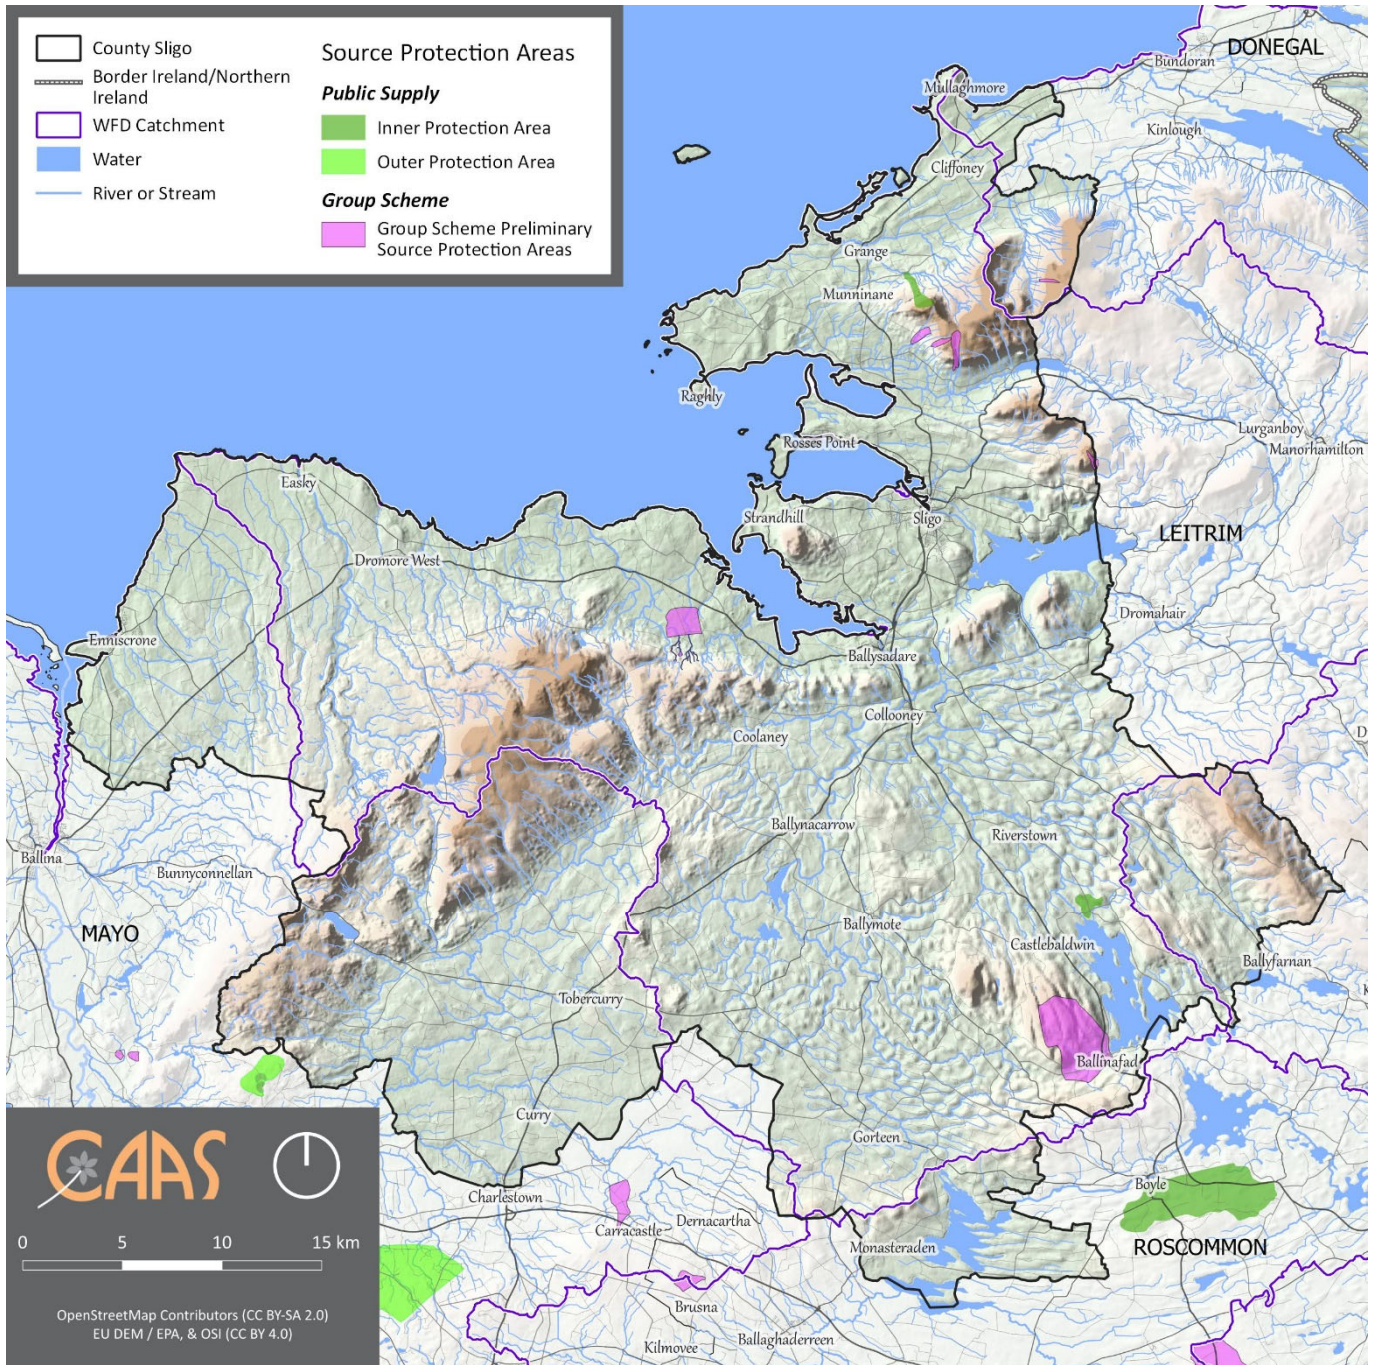 County Sligo
Border Ireland/Northern
Ireland
WFD Catchment
Water
River or Stream
Source Protection Areas
Public Supply
Inner Protection Area
Outer Protection Area
Group Scheme
Group Scheme Preliminary
Source Protection Areas
DONEGAL
Bundoran
Mullaghmore
Kinlough
Cliffoney
Grange
Munninane
Raghly
Lurganboy
Rosses Point
Manorhamilton
Easky
Strandhill
Sligo
LEITRIM
Dromore West
Dromahair
Enniscrone
Ballysadare
Collooney
Coolaney
D
Ballynacarrow
Riverstown
Ballina
Bunnyconnellan
MAYO
Ballymote
Castlebaldwin
Ballyfarnan
Tobercurry
K
Ballinafad
Curry
Gorteen
Boyle
Charlestown
Dernacartha
Carracastle
Monasteraden
ROSCOMMON
Brusna
Ballaghaderreen
Kilmovee
CAAS
0 5 10 15 km
OpenStreetMap Contributors (CC BY-SA 2.0)
EU DEM / EPA, & OSI (CC BY 4.0)